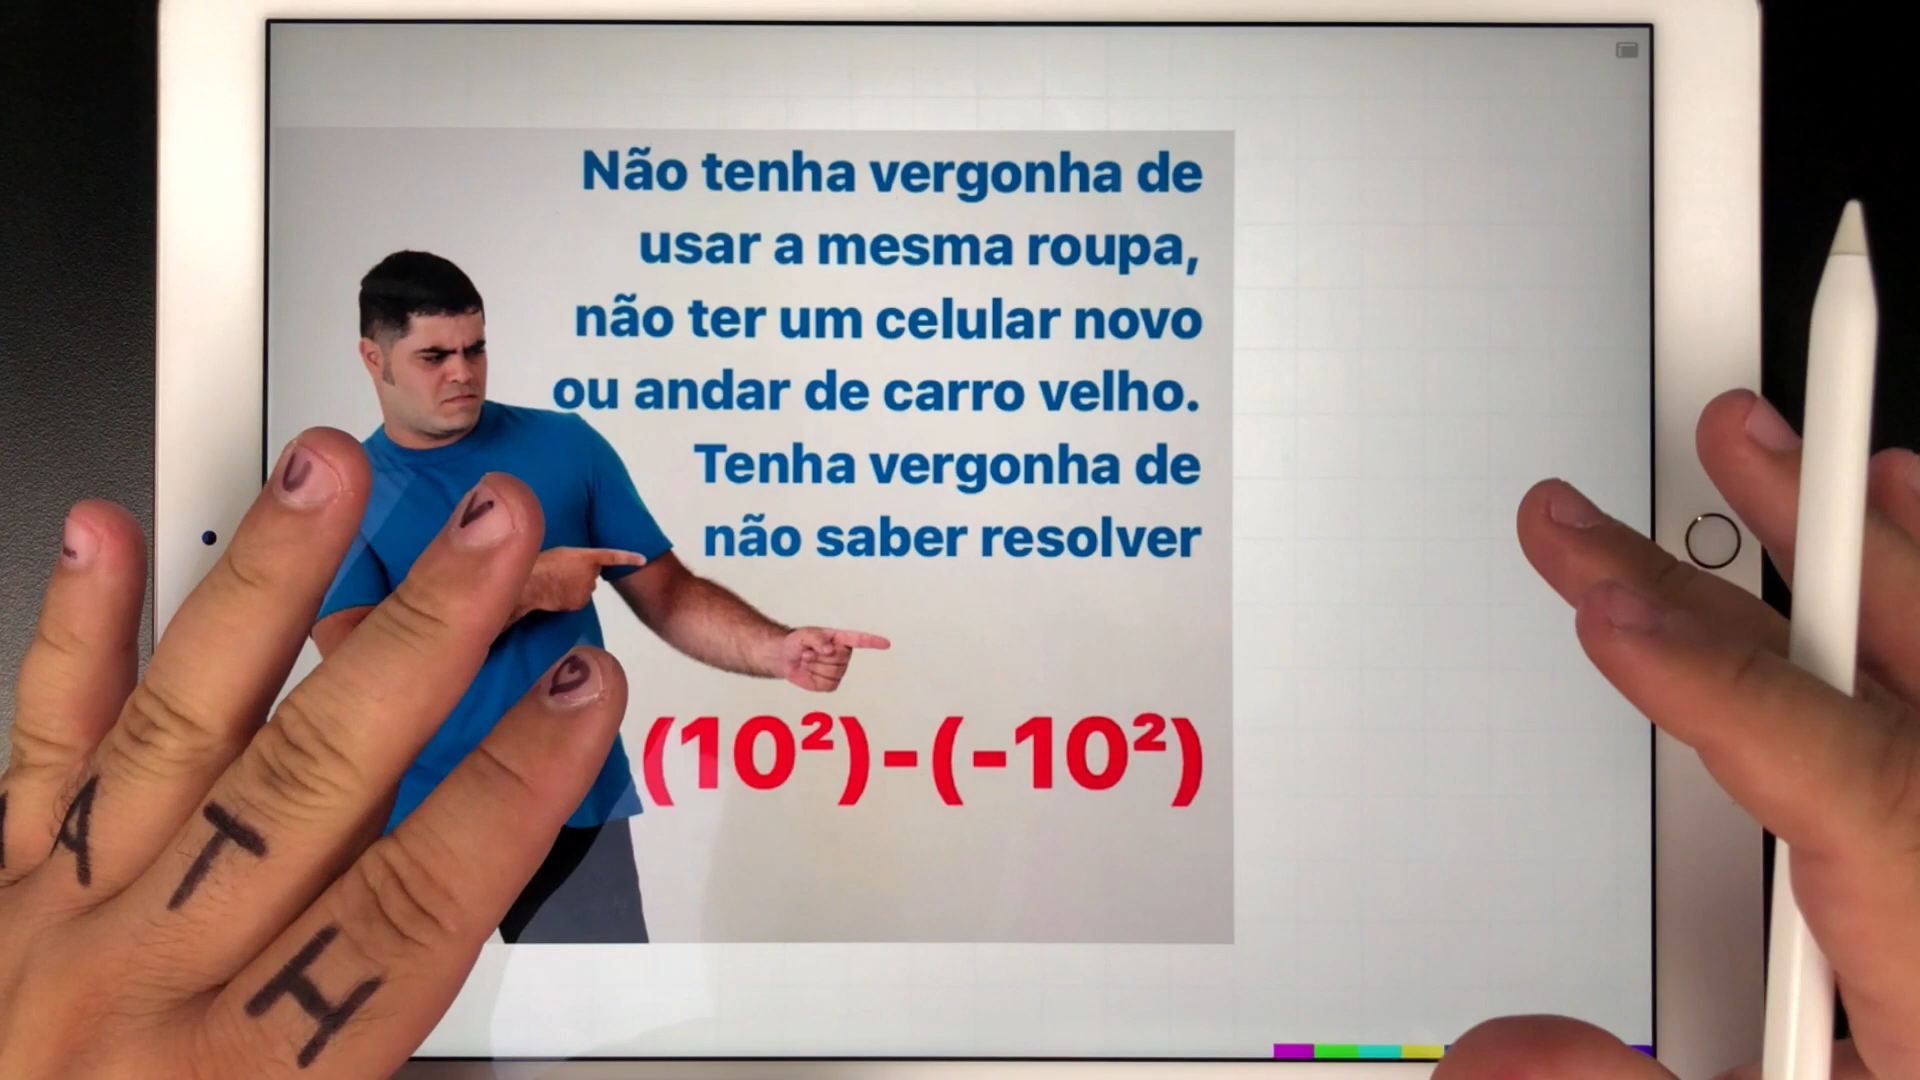 Não tenha vergonha de
usar a mesma roupa,
não ter um celular novo
ou andar de carro velho.
Tenha vergonha de
não saber resolver
(10²)-(-10²)
A T H